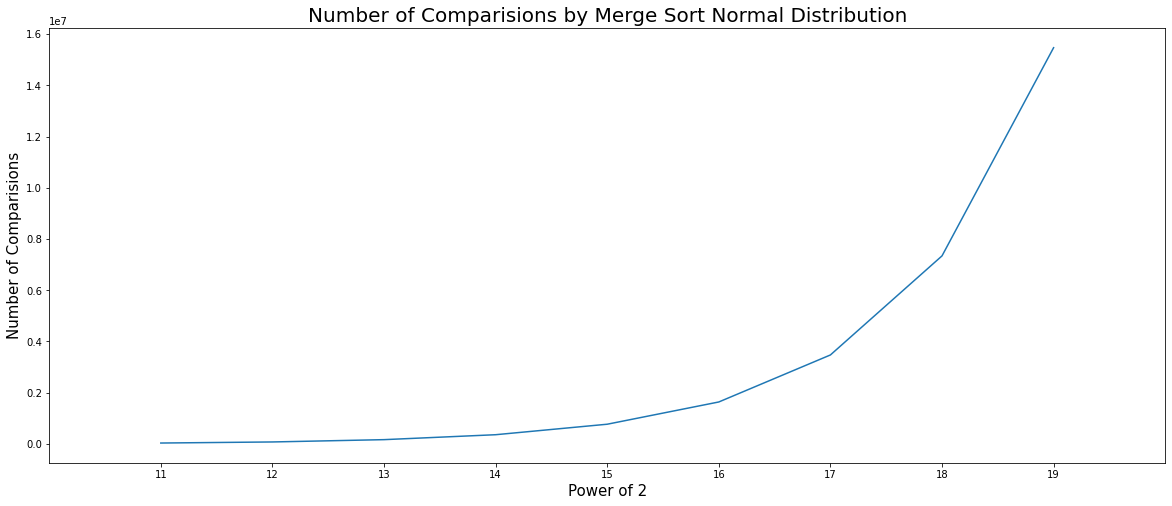 Number of Comparisions by Merge Sort Normal Distribution
1e7
1.6
1.4
1.2
1.0
0.8
0.6
0.4
0.2
0.0
Number of Comparisions
11 12 13 14 15 16 17 18 19
Power of 2